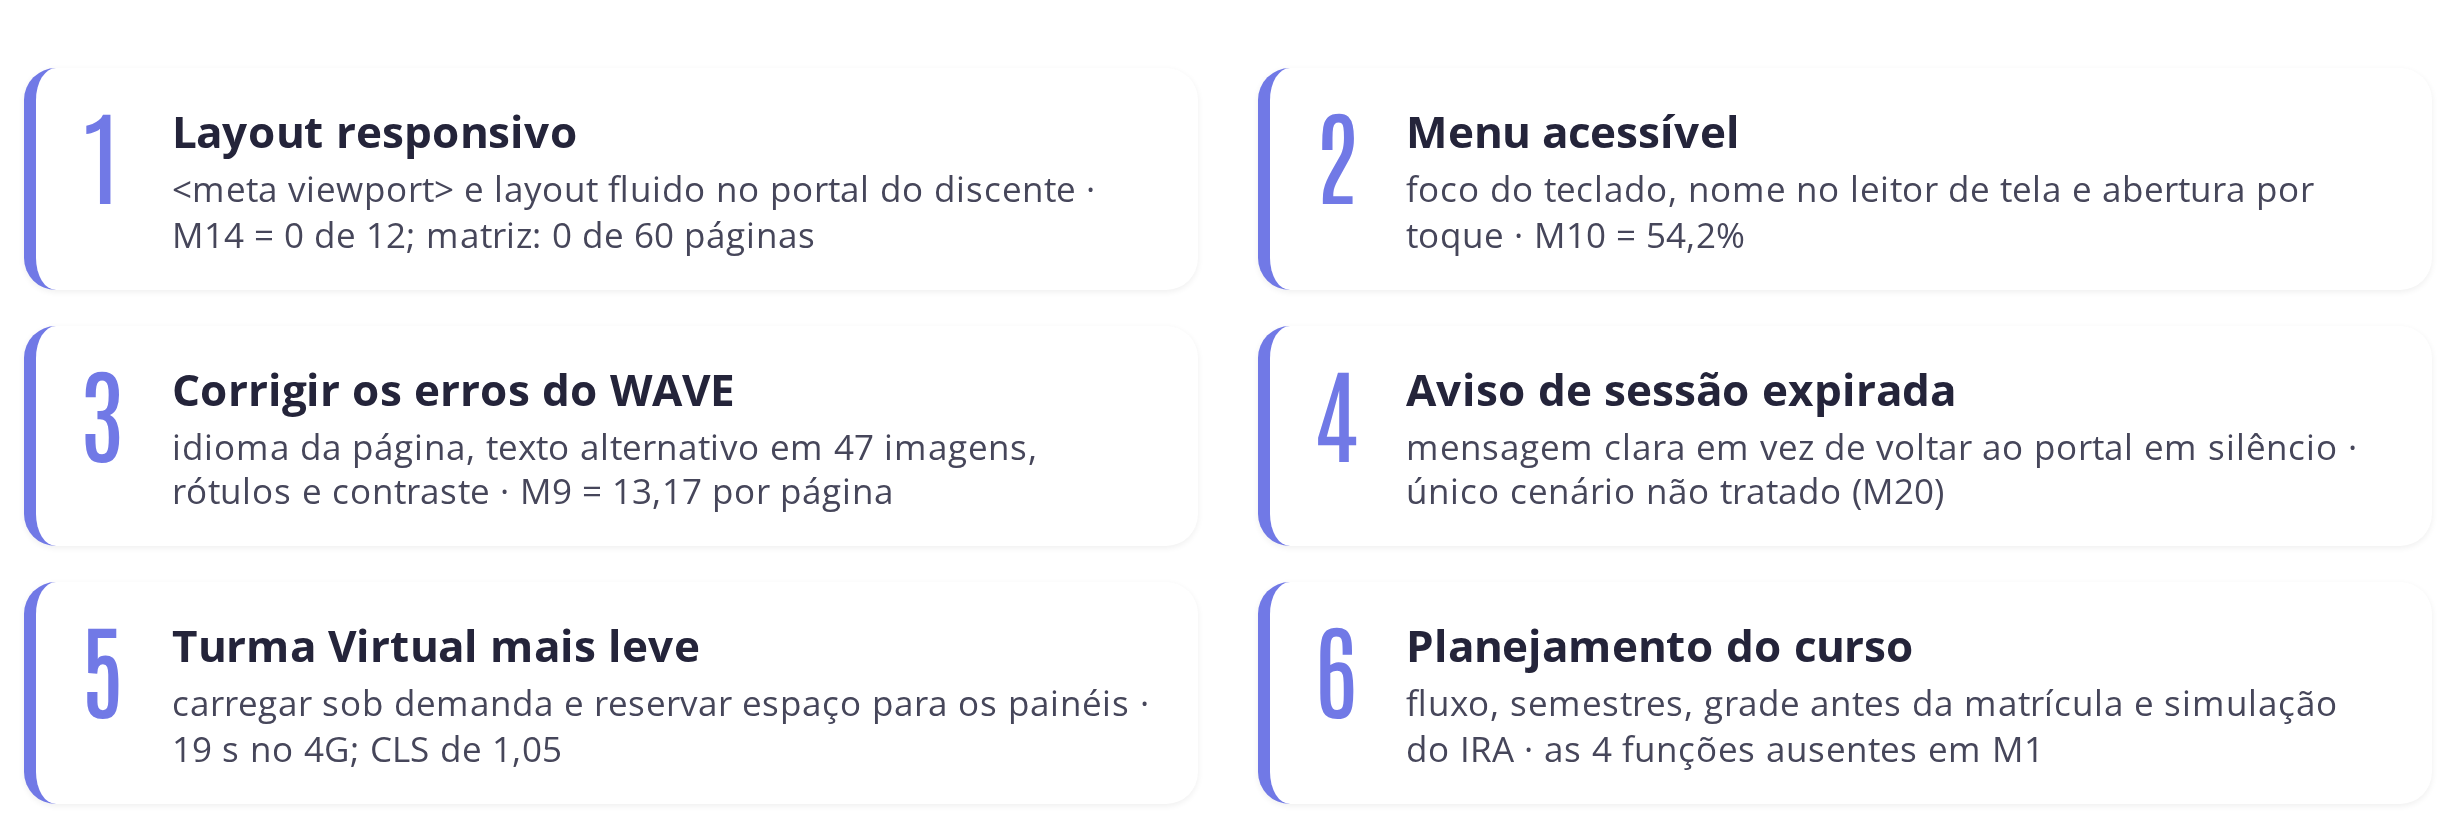 1
Layout responsivo
<meta viewport> e layout fluido no portal do discente ·
M14 = 0 de 12; matriz: 0 de 60 páginas
2
Menu acessível
foco do teclado, nome no leitor de tela e abertura por
toque · M10 = 54,2%
3
Corrigir os erros do WAVE
idioma da página, texto alternativo em 47 imagens,
rótulos e contraste · M9 = 13,17 por página
4
Aviso de sessão expirada
mensagem clara em vez de voltar ao portal em silêncio ·
único cenário não tratado (M20)
5
Turma Virtual mais leve
carregar sob demanda e reservar espaço para os painéis ·
19 s no 4G; CLS de 1,05
6
Planejamento do curso
fluxo, semestres, grade antes da matrícula e simulação
do IRA · as 4 funções ausentes em M1